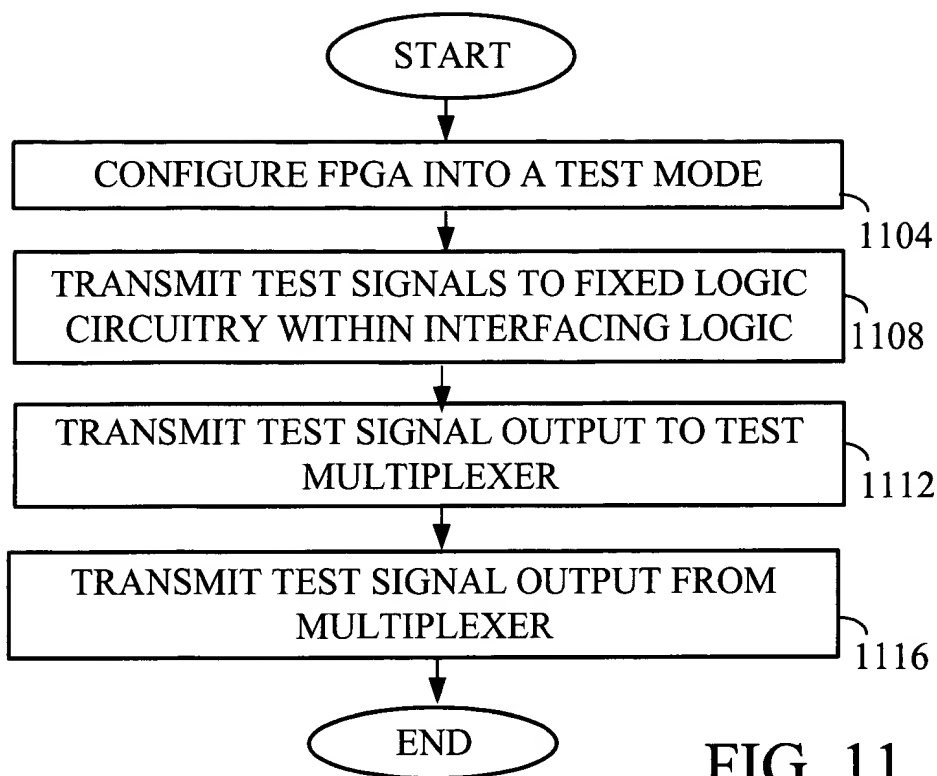 START
CONFIGURE FPGA INTO A TEST MODE
1104
TRANSMIT TEST SIGNALS TO FIXED LOGIC
CIRCUITRY WITHIN INTERFACING LOGIC
1108
TRANSMIT TEST SIGNAL OUTPUT TO TEST
MULTIPLEXER
1112
TRANSMIT TEST SIGNAL OUTPUT FROM
MULTIPLEXER
1116
END
FIG. 11